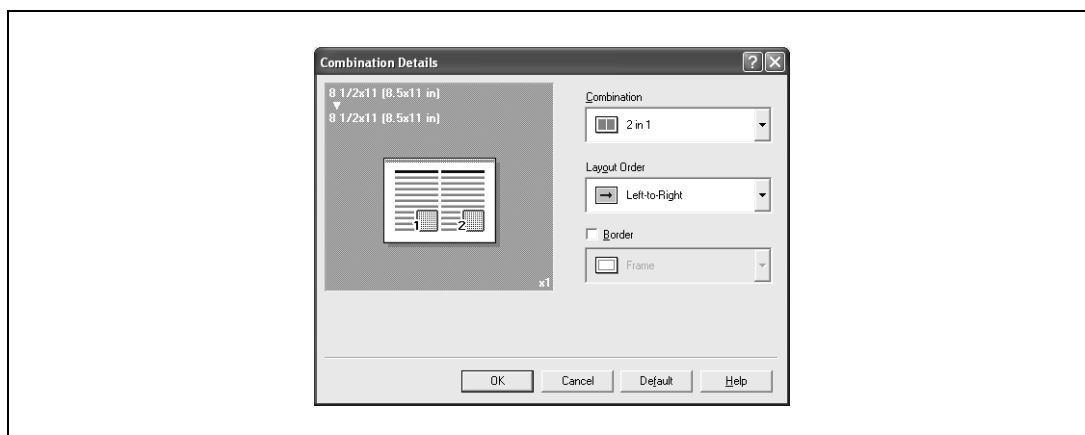 Combination Details
8 1/2x11 (8.5x11 in)
8 1/2x11 (8.5x11 in)
1 2
x1
Combination
2 in 1
Layout Order
Left-to-Right
Border
Frame
OK Cancel Default Help